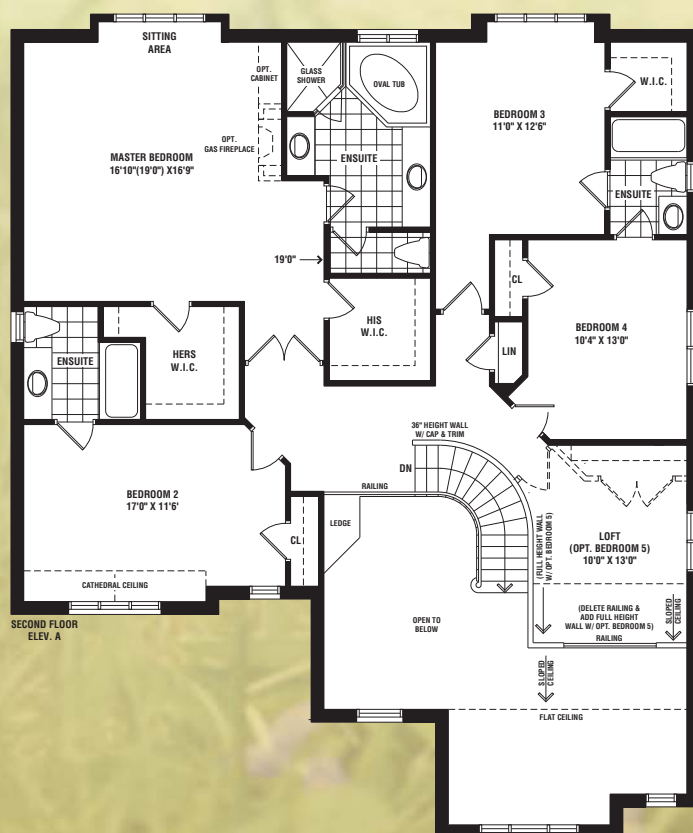 SITTING
AREA
OPT.
CABINET
GLASS
SHOWER
OVAL TUB
W.I.C.
BEDROOM 3
11'0" X 12'6"
OPT.
GAS FIREPLACE
MASTER BEDROOM
16'10"(19'0") X16'9"
ENSUITE
ENSUITE
19'0"
CL
HIS
W.I.C.
BEDROOM 4
10'4" X 13'0"
LIN
ENSUITE
HERS
W.I.C.
36" HEIGHT WALL
W/ CAP & TRIM
DN
RAILING
BEDROOM 2
17'0" X 11'6'
LEDGE
CL
(FULL HEIGHT WALL
W/ OPT. BEDROOM 5)
LOFT
(OPT. BEDROOM 5)
10'0" X 13'0"
CATHEDRAL CEILING
OPEN TO
BELOW
(DELETE RAILING &
ADD FULL HEIGHT
WALL W/ OPT. BEDROOM 5)
RAILING
SLOPED
CEILING
SECOND FLOOR
ELEV. A
SLOPED
CEILING
FLAT CEILING